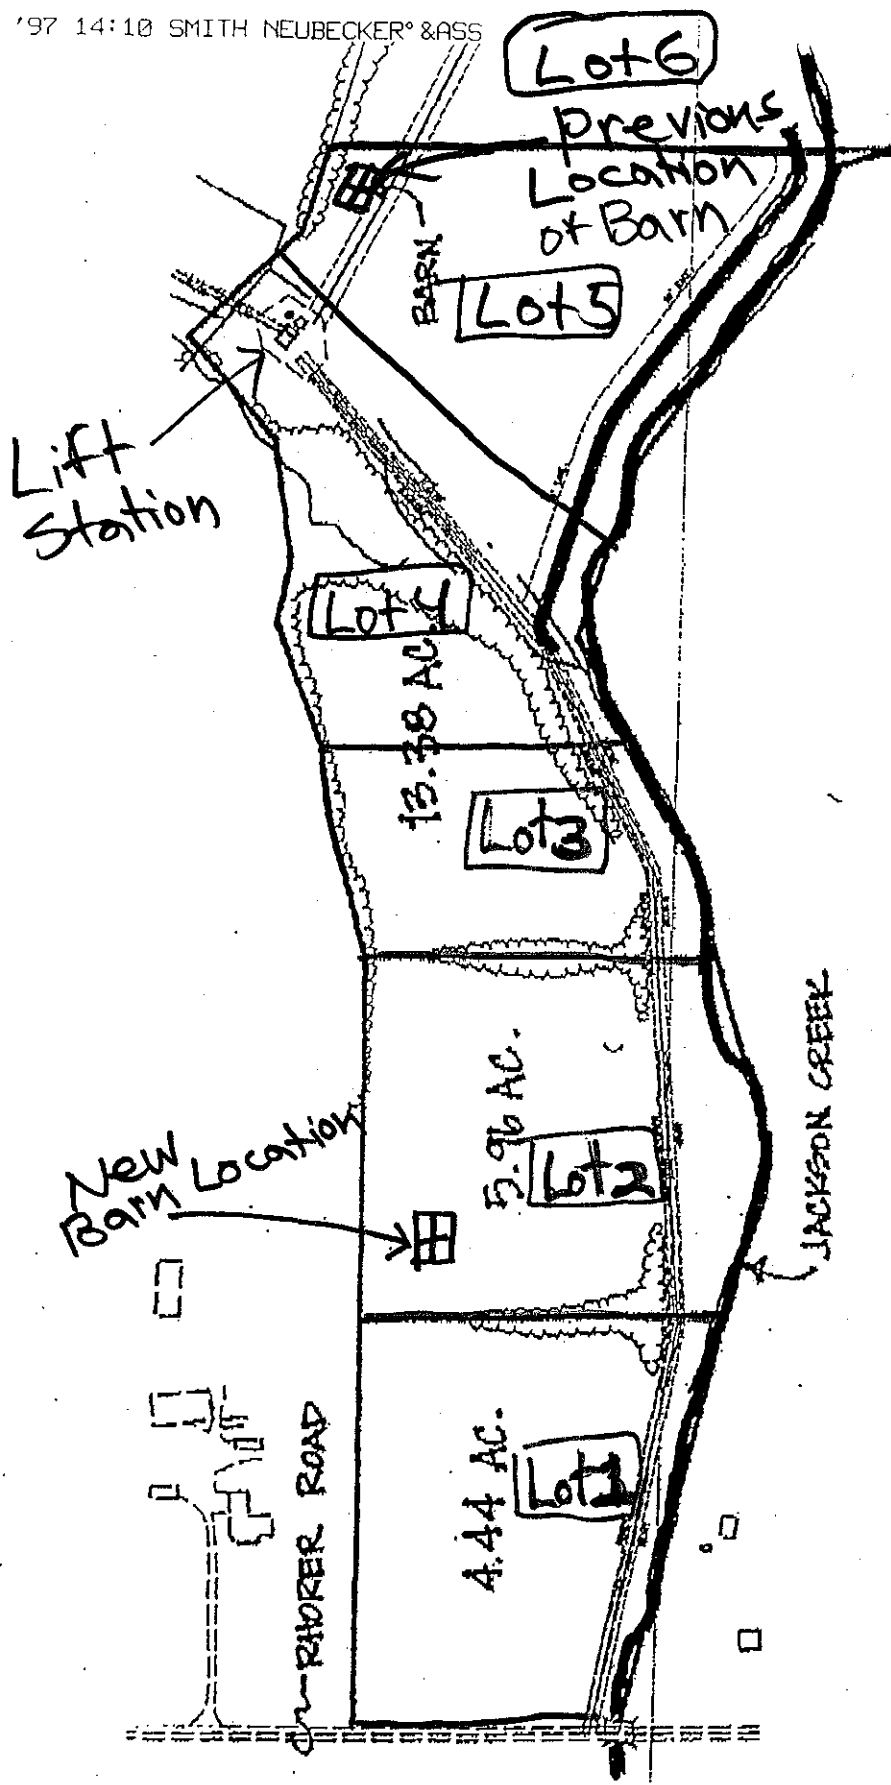 '97 14:10 SMITH NEUBECKER &ASS
Lot 6
Previous
Location
of Barn
BARN
Lot 5
Lift
Station
Lot 4
13.38 AC.
Lot 3
JACKSON CREEK
5.96 AC.
Lot 2
New
Barn Location
4.44 AC.
Lot 1
RHORER ROAD